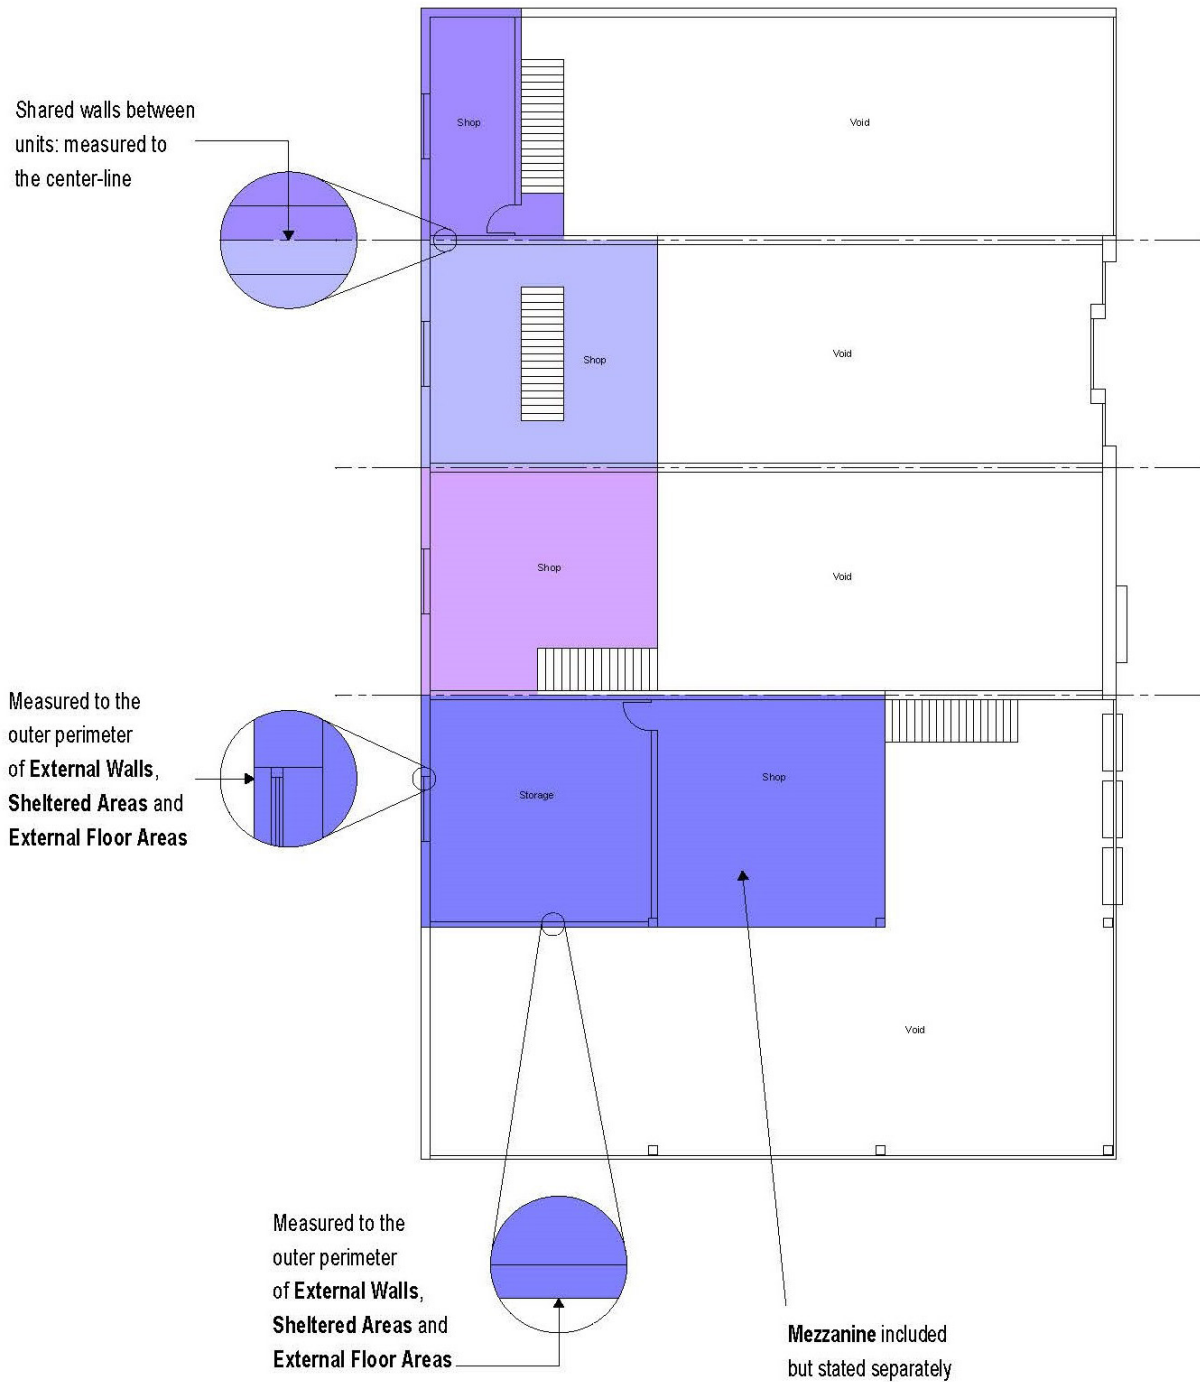 Shared walls between
units: measured to
the center-line
Shop
Void
Shop
Void
Shop
Void
Measured to the
outer perimeter
of External Walls,
Sheltered Areas and
External Floor Areas
Storage
Shop
Void
Measured to the
outer perimeter
of External Walls,
Sheltered Areas and
External Floor Areas
Mezzanine included
but stated separately